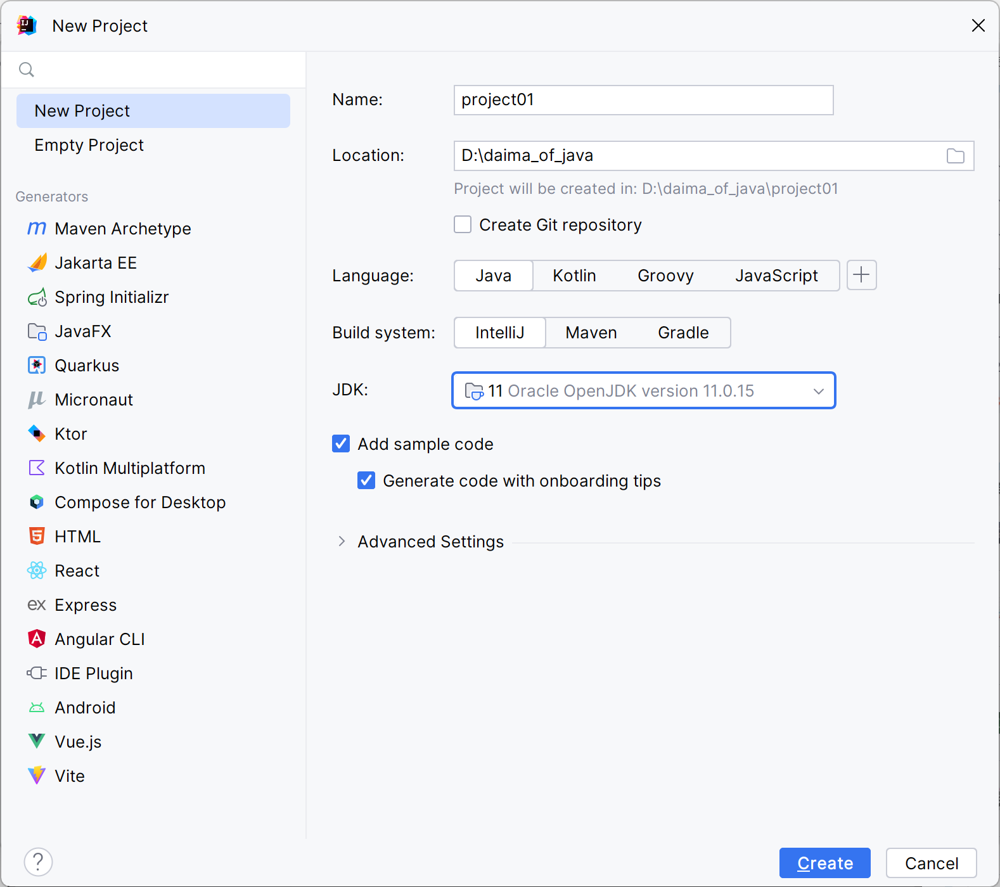 New Project
New Project
Empty Project
Generators
Maven Archetype
Jakarta EE
Spring Initializr
JavaFX
Quarkus
Micronaut
Ktor
Kotlin Multiplatform
Compose for Desktop
HTML
React
Express
Angular CLI
IDE Plugin
Android
Vue.js
Vite
Name: project01
Location: D:\daima_of_java
Project will be created in: D:\daima_of_java\project01
Create Git repository
Language: Java Kotlin Groovy JavaScript
Build system: IntelliJ Maven Gradle
JDK: 11 Oracle OpenJDK version 11.0.15
Add sample code
Generate code with onboarding tips
Advanced Settings
? Create Cancel